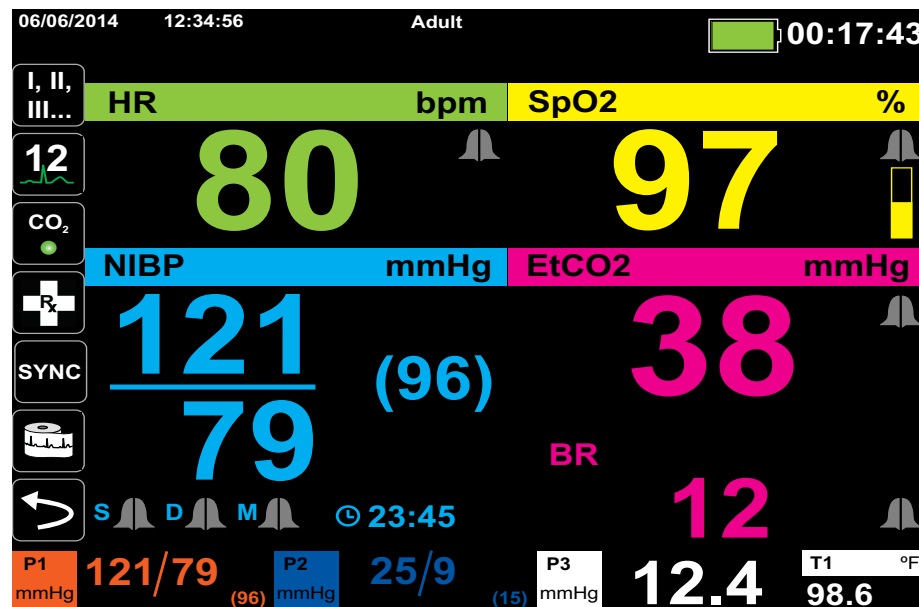 06/06/2014 12:34:56 Adult 00:17:43
I, II,
III...
HR bpm SpO2 %
80 97
12
CO₂
NIBP mmHg EtCO2 mmHg
Rx
121 38
SYNC
(96)
79
BR
12
S D M 23:45
P1 mmHg 121/79 (96) P2 mmHg 25/9 (15) P3 mmHg 12.4 T1 ºF 98.6